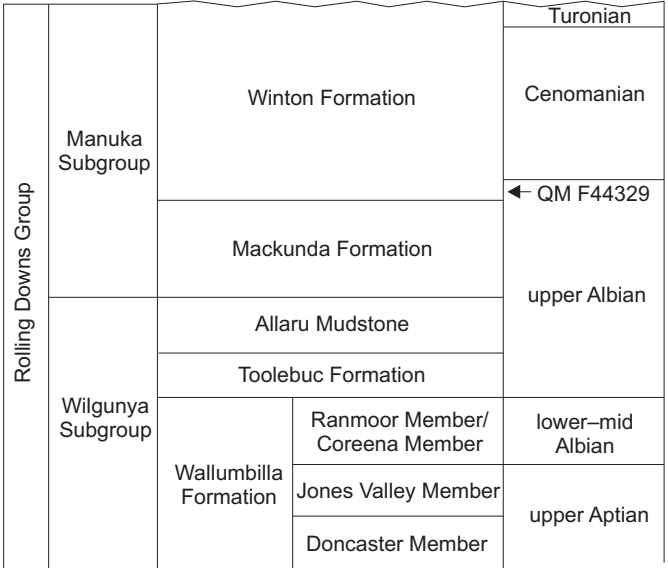 Turonian
Winton Formation
Cenomanian
Manuka
Subgroup
QM F44329
Rolling Downs Group
Mackunda Formation
upper Albian
Allaru Mudstone
Toolebuc Formation
Wilgunya
Subgroup
Ranmoor Member/
Coreena Member
lower–mid
Albian
Wallumbilla
Formation
Jones Valley Member
upper Aptian
Doncaster Member